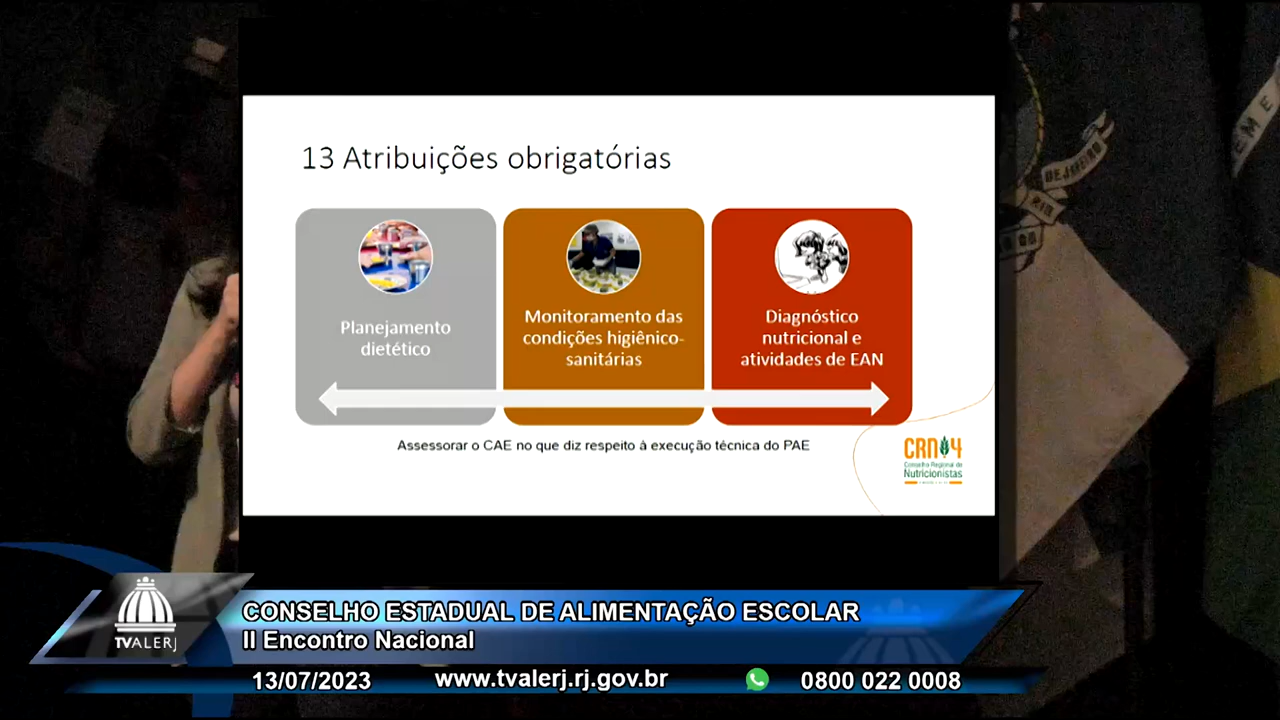 13 Atribuições obrigatórias
Planejamento
dietético
Monitoramento das
condições higiênico-
sanitárias
Diagnóstico
nutricional e
atividades de EAN
Assessorar o CAE no que diz respeito à execução técnica do PAE
CRN4
Conselho Regional de
Nutricionistas
DEJANEIRO
RIO
TVALERJ
CONSELHO ESTADUAL DE ALIMENTAÇÃO ESCOLAR
II Encontro Nacional
13/07/2023 www.tvalerj.rj.gov.br 0800 022 0008